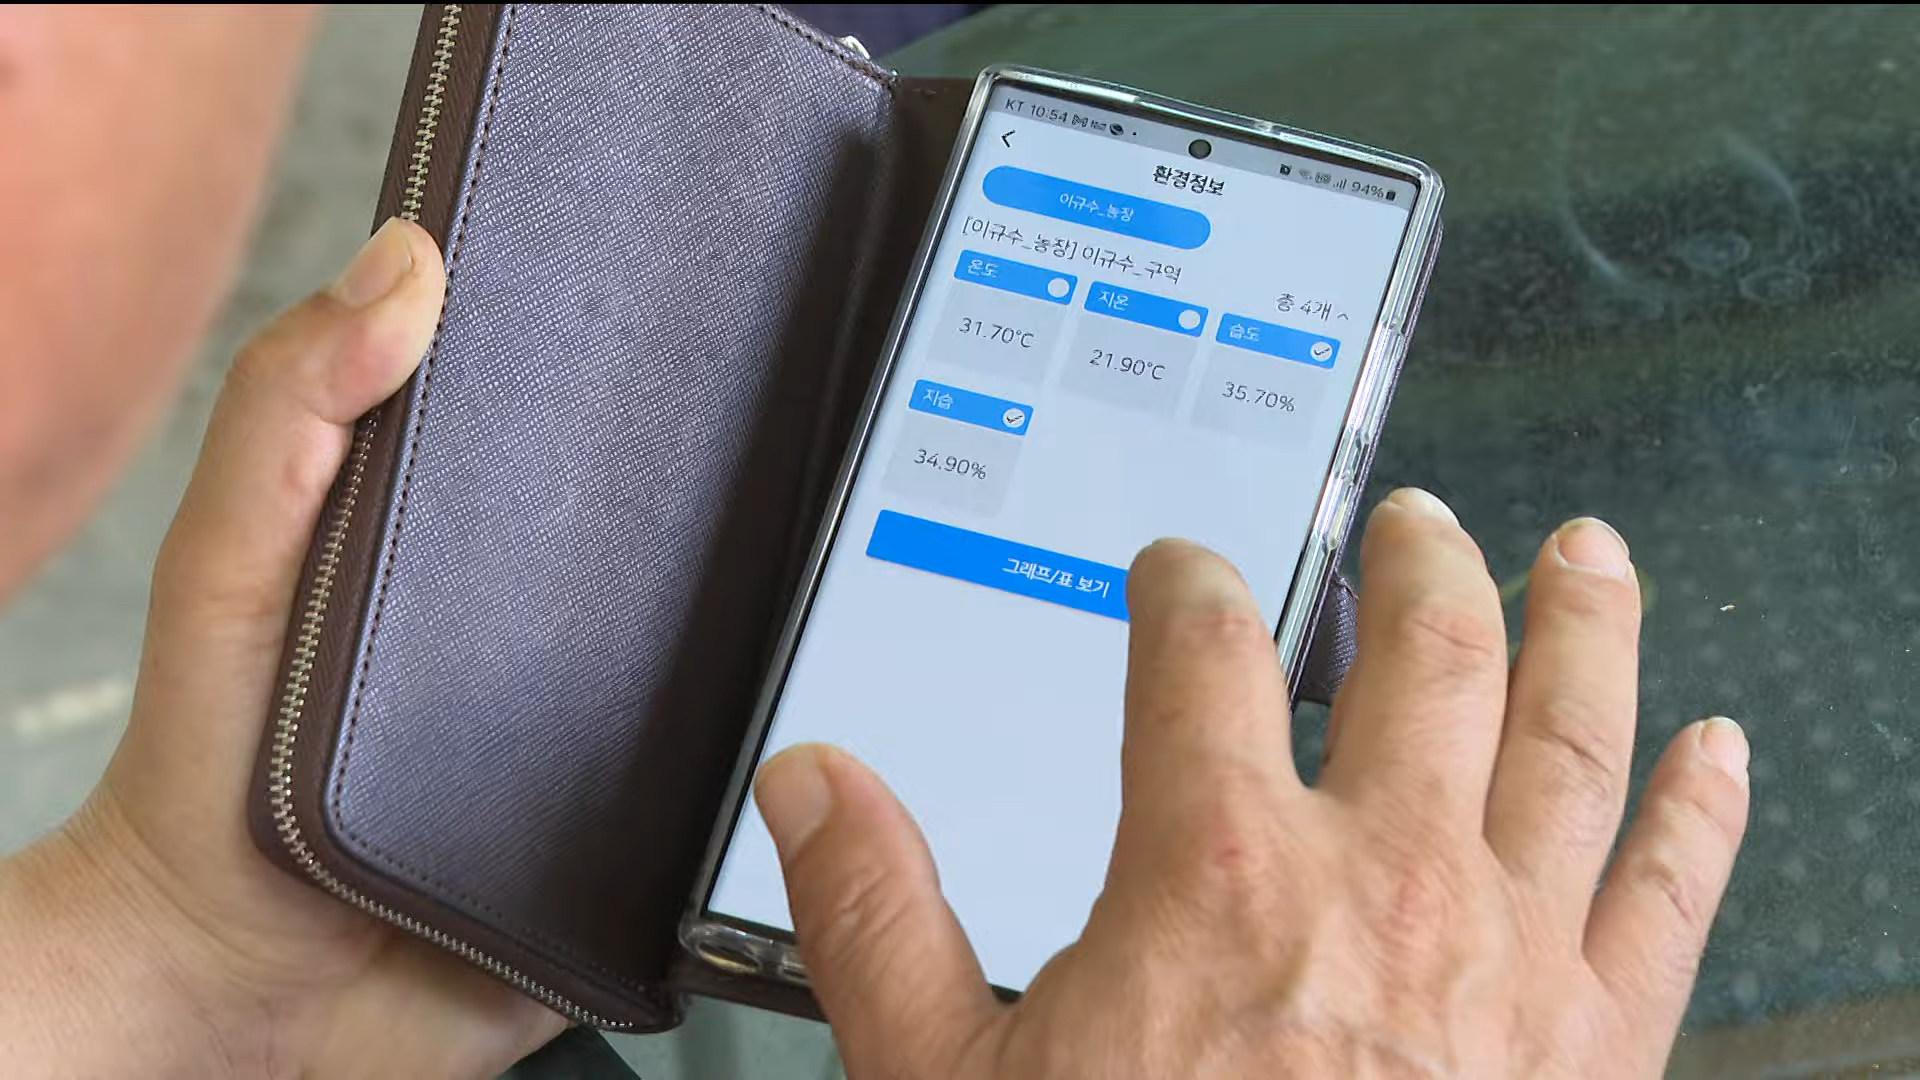 KT 10:54
94%
환경정보
이규수_농장
[이규수_농장] 이규수_구역
총 4개
온도
지온
습도
31.70°C
21.90°C
35.70%
지습
34.90%
그래프/표 보기